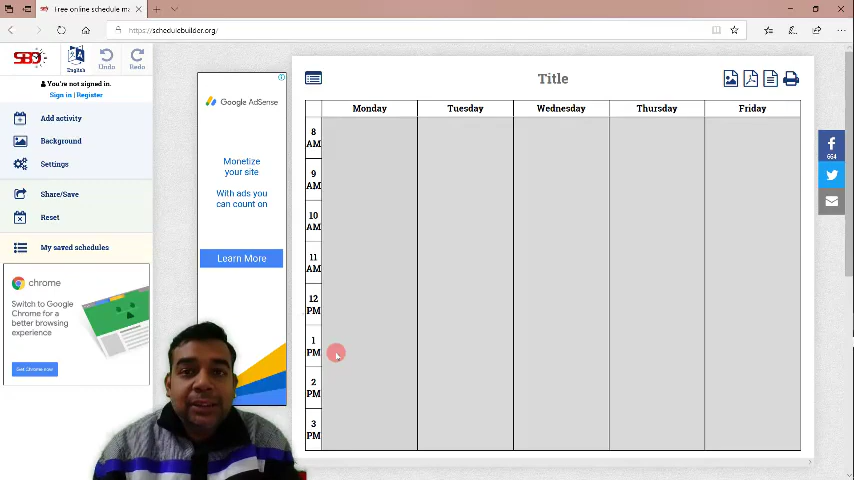 Free online schedule ma
https://schedulebuilder.org/
SBO
English
Undo
Redo
You're not signed in.
Sign in | Register
Add activity
Background
Settings
Share/Save
Reset
My saved schedules
chrome
Switch to Google
Chrome for a
better browsing
experience
Get Chrome now
Google AdSense
Monetize
your site
With ads you
can count on
Learn More
Title
Monday Tuesday Wednesday Thursday Friday
8
AM
9
AM
10
AM
11
AM
12
PM
1
PM
2
PM
3
PM
664